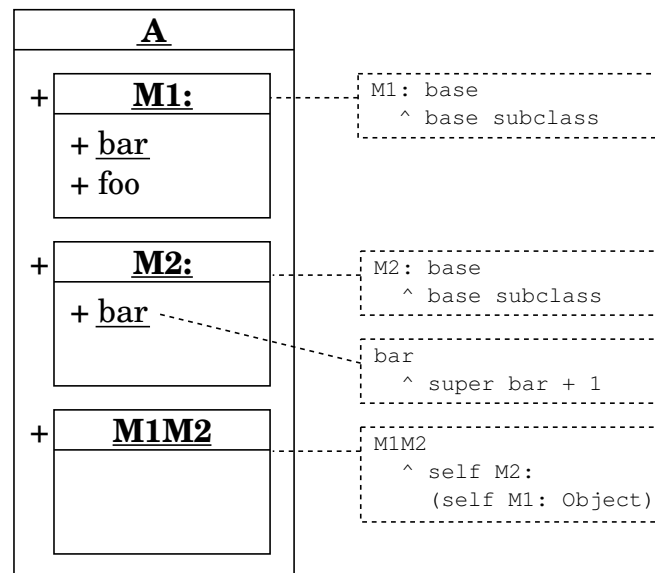 A
+ M1:
+ bar
+ foo
M1: base
^ base subclass
+ M2:
+ bar
M2: base
^ base subclass
bar
^ super bar + 1
+ M1M2
M1M2
^ self M2:
(self M1: Object)